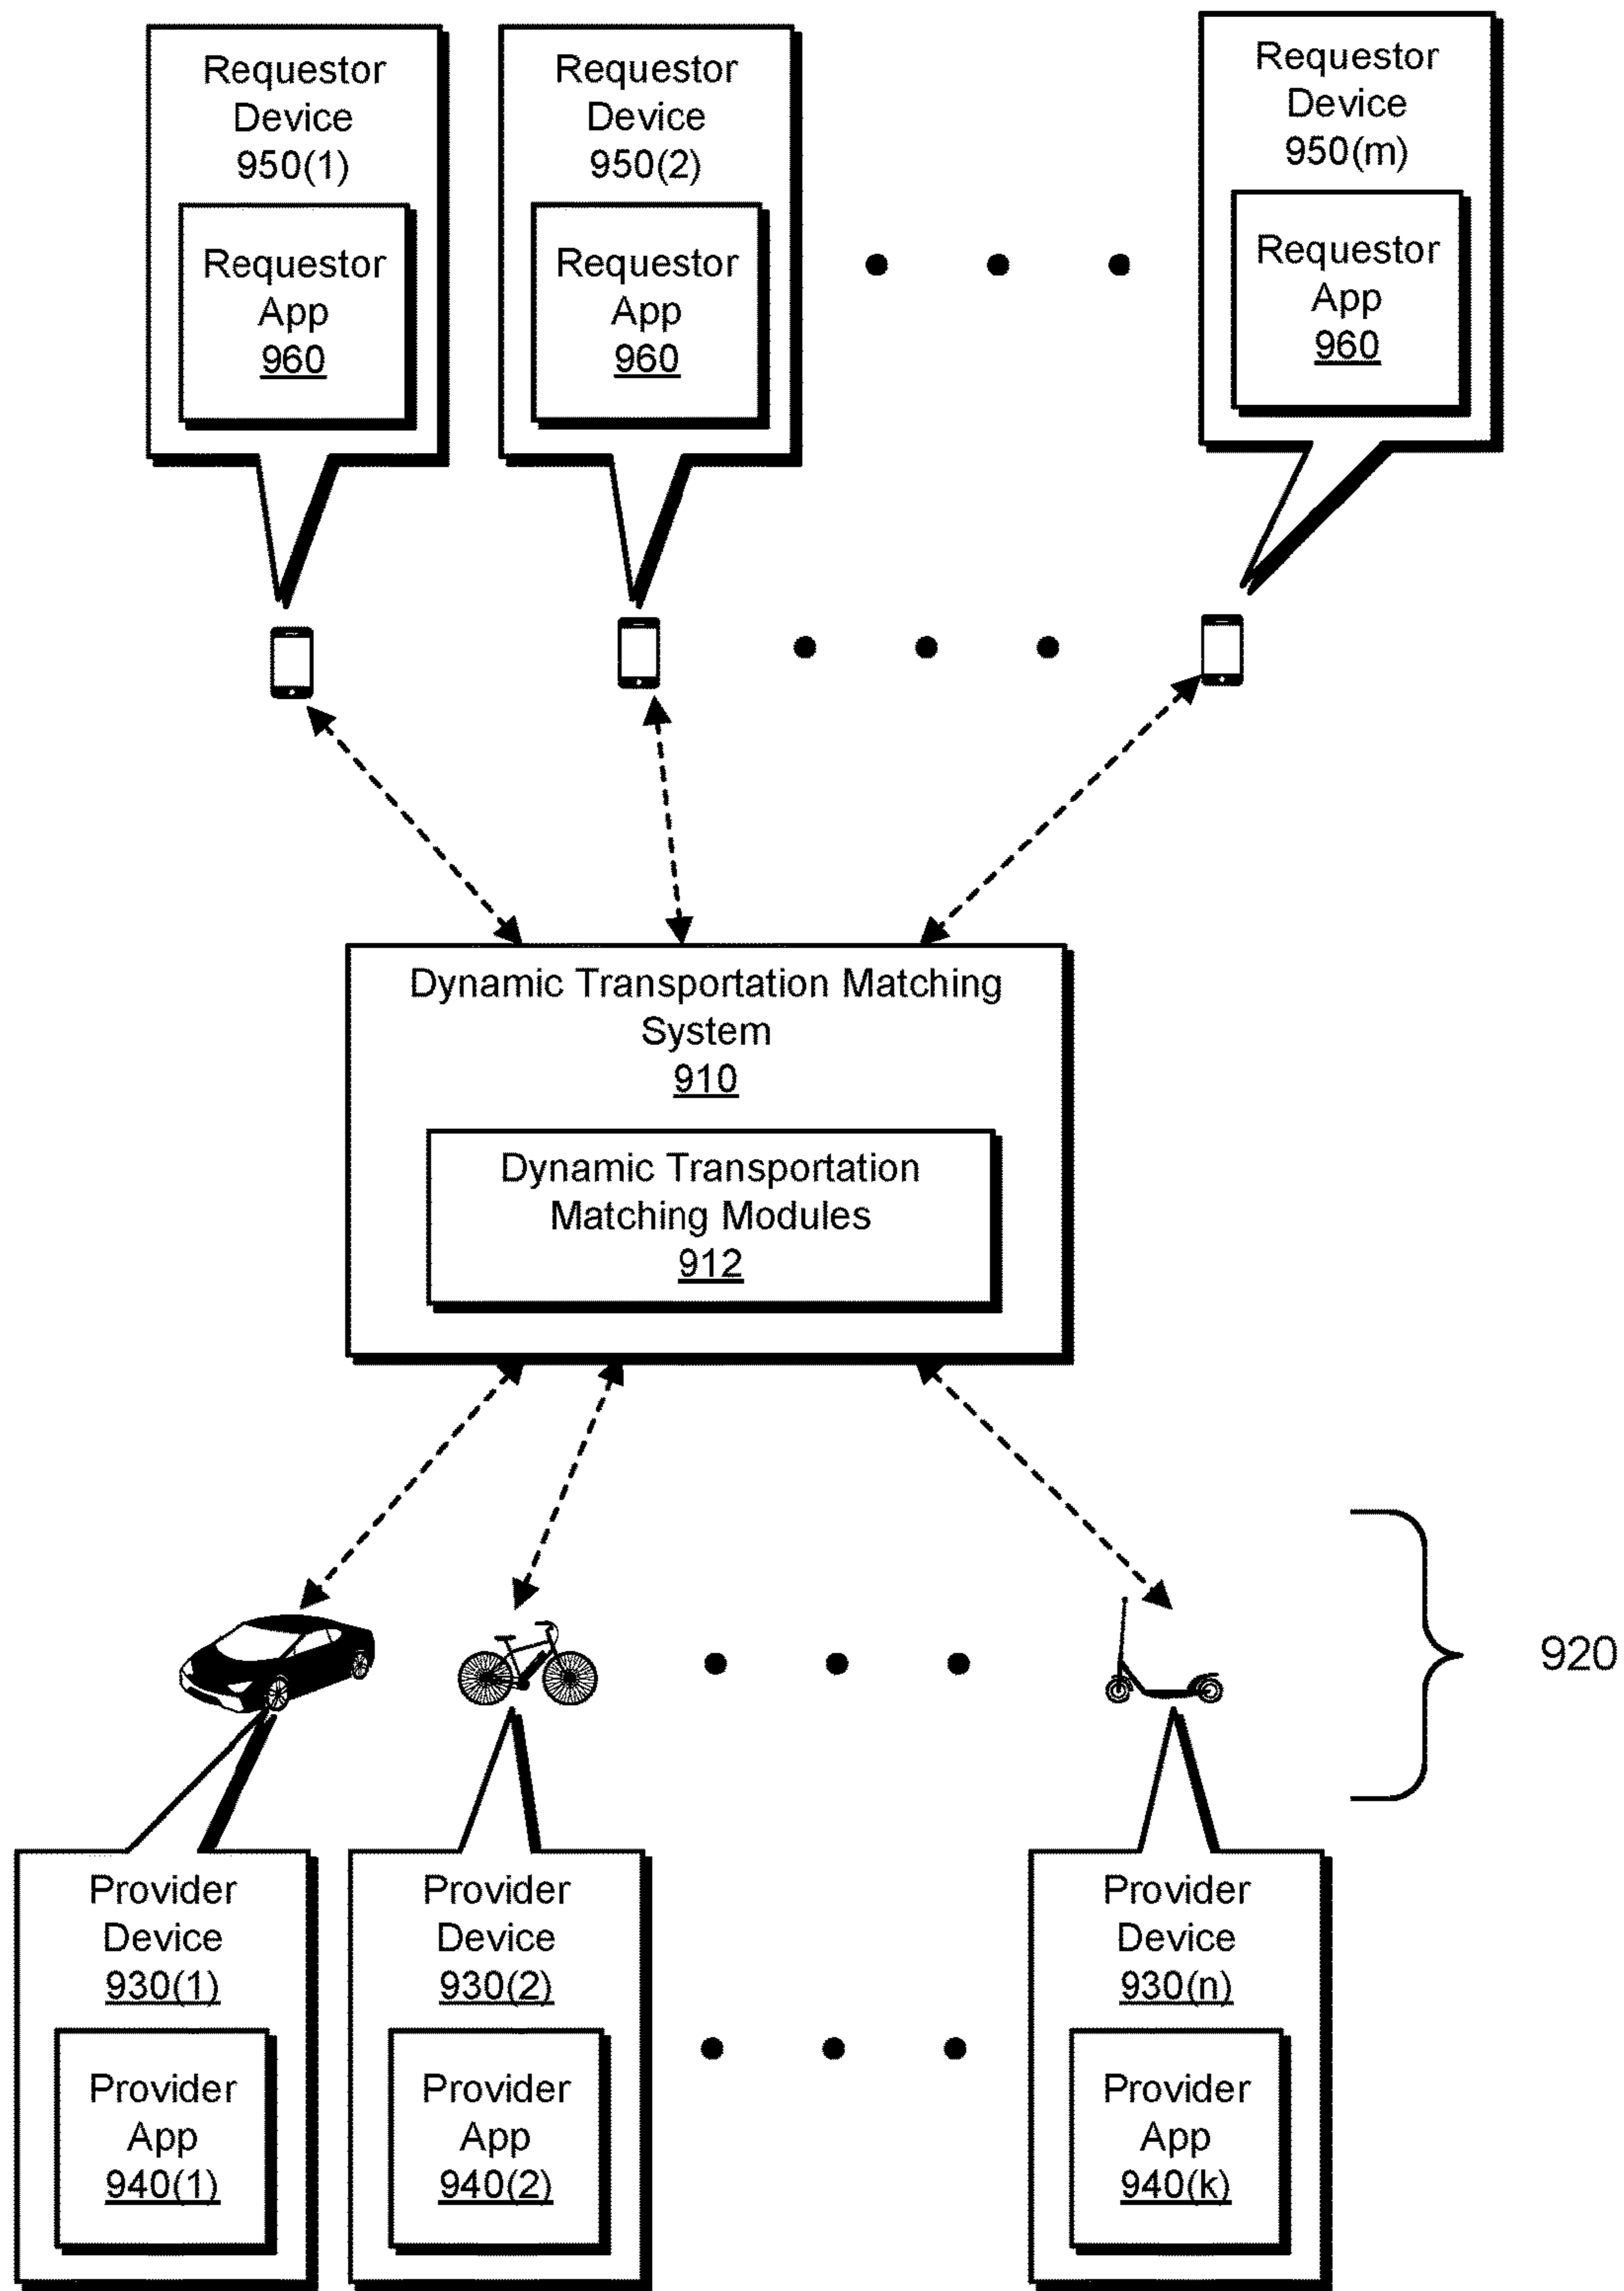 Requestor
Device
950(1)
Requestor
App
960
Requestor
Device
950(2)
Requestor
App
960
Requestor
Device
950(m)
Requestor
App
960
Dynamic Transportation Matching
System
910
Dynamic Transportation
Matching Modules
912
920
Provider
Device
930(1)
Provider
App
940(1)
Provider
Device
930(2)
Provider
App
940(2)
Provider
Device
930(n)
Provider
App
940(k)